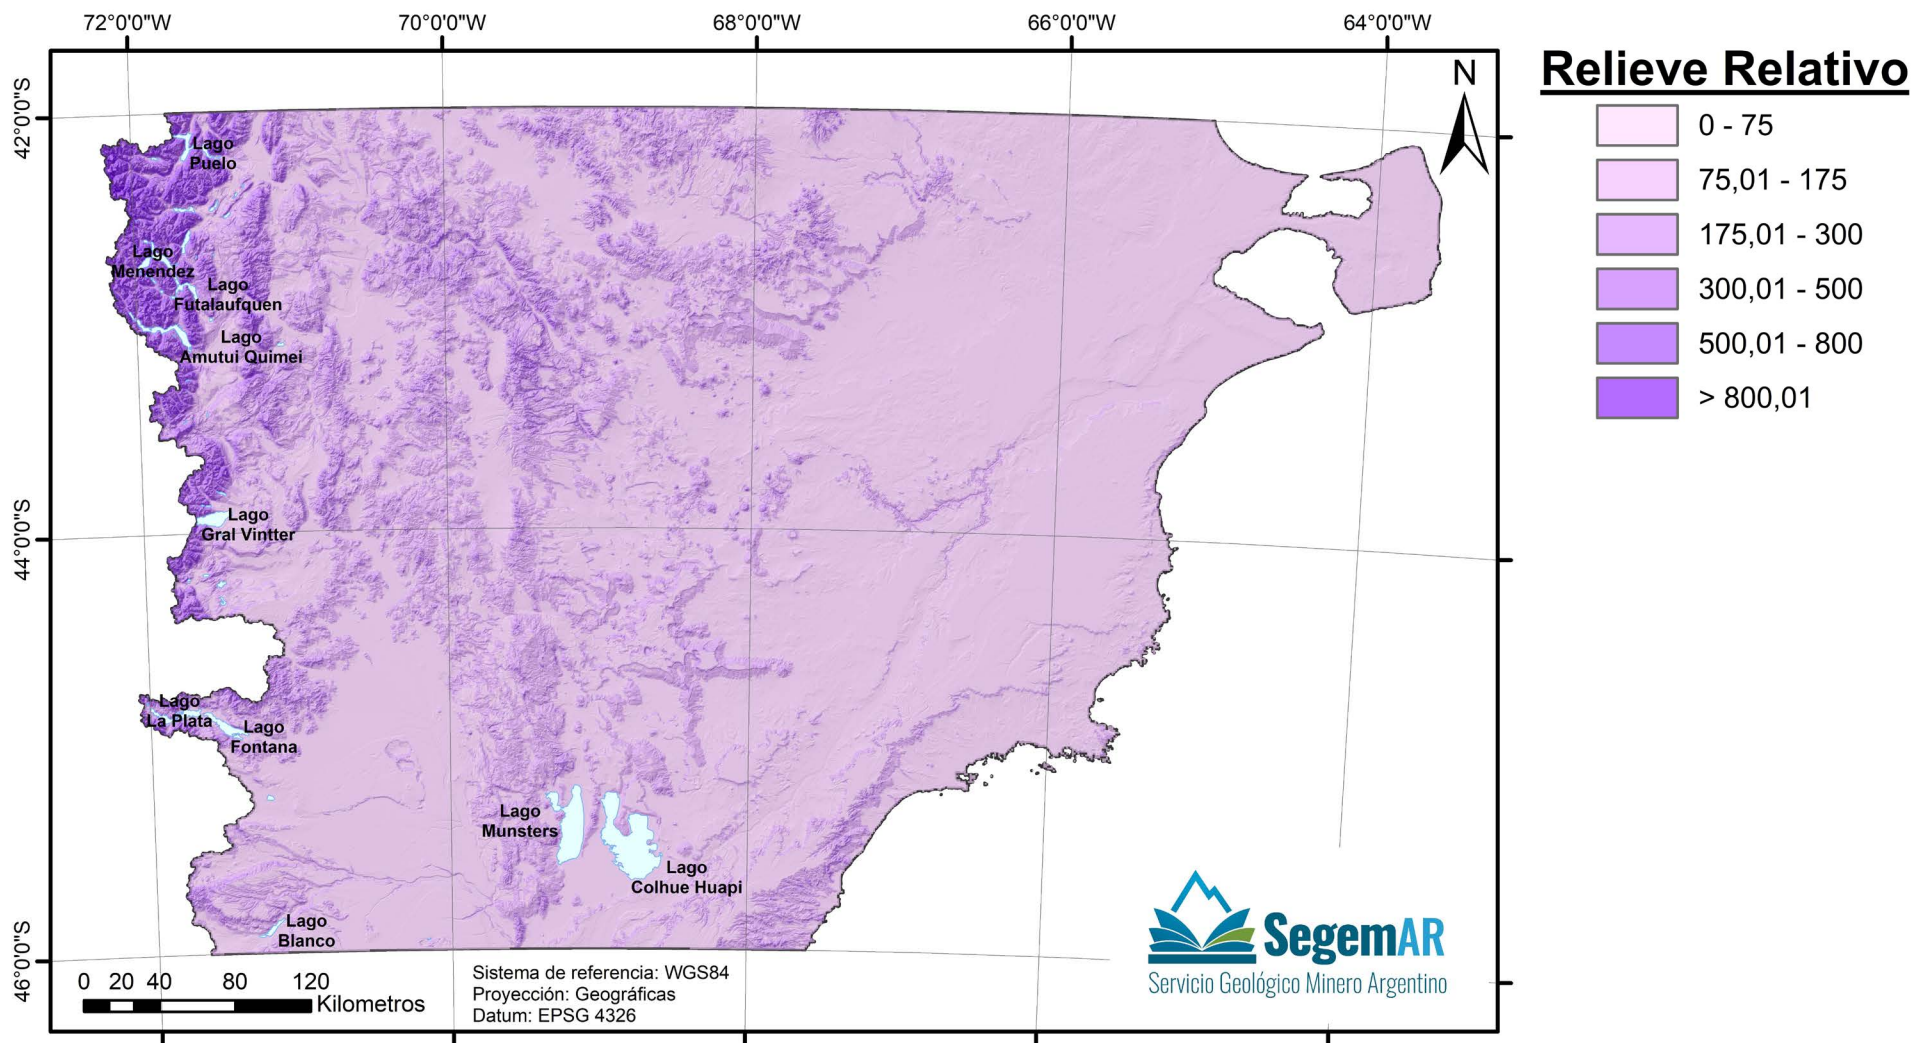 72°0'0"W
70°0'0"W
68°0'0"W
66°0'0"W
64°0'0"W
42°0'0"S
44°0'0"S
46°0'0"S
N
Lago
Puelo
Lago
Menendez
Lago
Futalaufquen
Lago
Amutui Quimei
Lago
Gral Vintter
Lago
La Plata
Lago
Fontana
Lago
Munsters
Lago
Colhue Huapi
Lago
Blanco
0 20 40 80 120
Kilometros
Sistema de referencia: WGS84
Proyección: Geográficas
Datum: EPSG 4326
SegemAR
Servicio Geológico Minero Argentino
Relieve Relativo
0 - 75
75,01 - 175
175,01 - 300
300,01 - 500
500,01 - 800
> 800,01